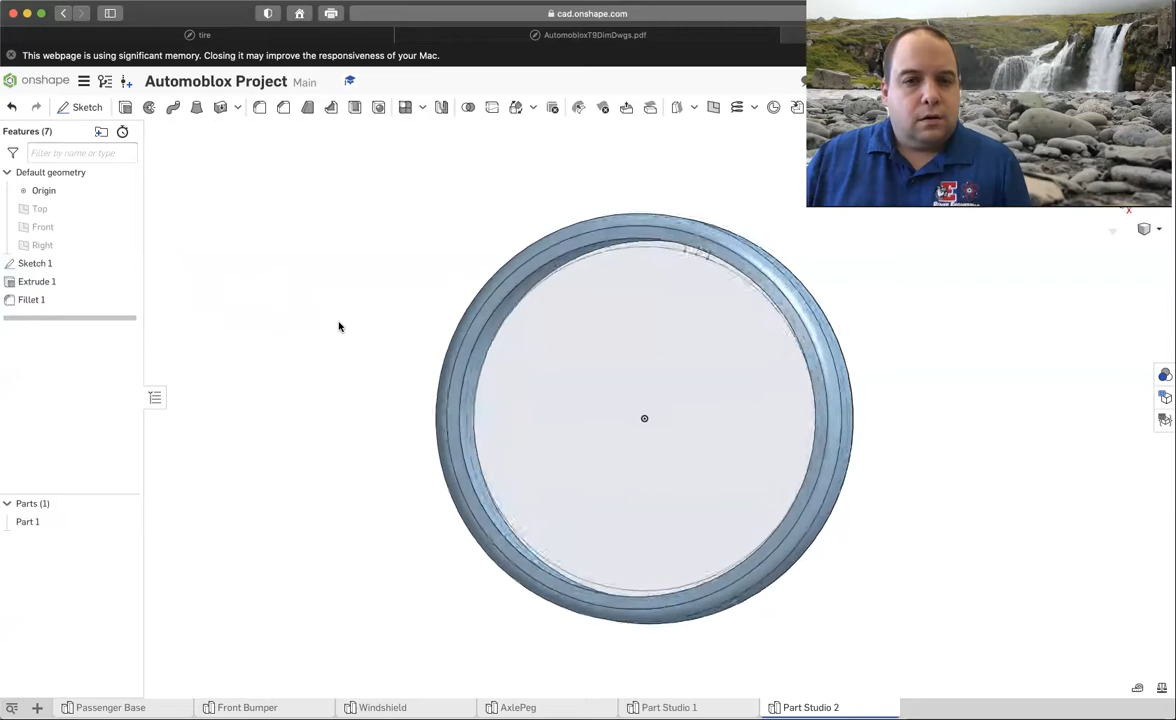 cad.onshape.com
tire
AutomobloxT9DimDwgs.pdf
This webpage is using significant memory. Closing it may improve the responsiveness of your Mac.
onshape
Automoblox Project Main
Sketch
Features (7)
Filter by name or type
Default geometry
Origin
Top
Front
Right
Sketch 1
Extrude 1
Fillet 1
Parts (1)
Part 1
X
E
Passenger Base
Front Bumper
Windshield
AxlePeg
Part Studio 1
Part Studio 2